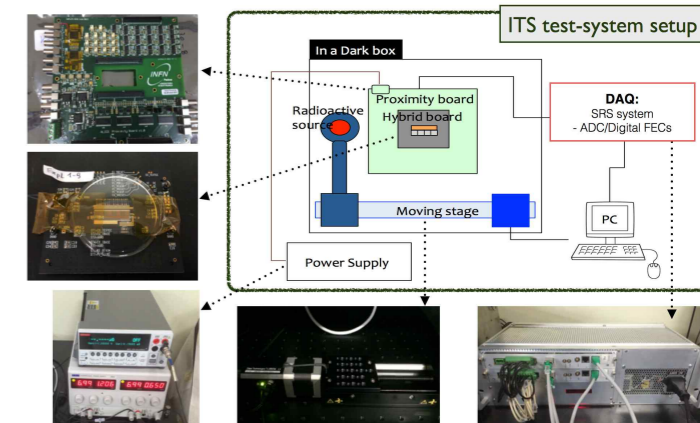 ITS test-system setup
In a Dark box
INFN
Proximity board
Hybrid board
Radioactive
source
DAQ:
SRS system
- ADC/Digital FECs
Moving stage
PC
Power Supply